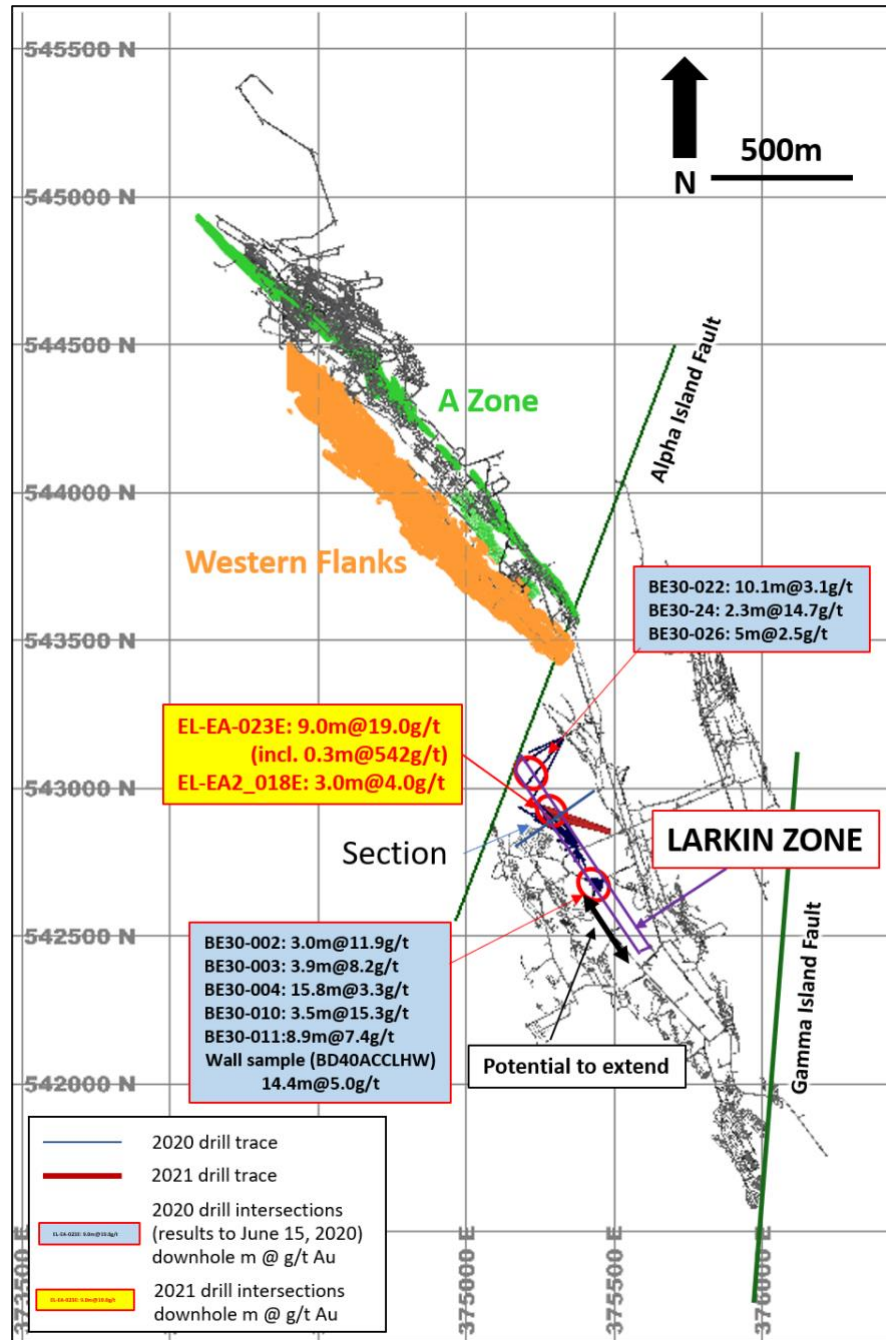 545500 N
500m
N
545000 N
544500 N
Alpha Island Fault
A Zone
544000 N
Western Flanks
BE30-022: 10.1m@3.1g/t
BE30-24: 2.3m@14.7g/t
BE30-026: 5m@2.5g/t
543500 N
EL-EA-023E: 9.0m@19.0g/t
(incl. 0.3m@542g/t)
EL-EA2_018E: 3.0m@4.0g/t
543000 N
Section
LARKIN ZONE
542500 N
BE30-002: 3.0m@11.9g/t
BE30-003: 3.9m@8.2g/t
BE30-004: 15.8m@3.3g/t
BE30-010: 3.5m@15.3g/t
BE30-011:8.9m@7.4g/t
Wall sample (BD40ACCLHW)
14.4m@5.0g/t
Potential to extend
Gamma Island Fault
542000 N
2020 drill trace
2021 drill trace
2020 drill intersections
(results to June 15, 2020)
downhole m @ g/t Au
2021 drill intersections
downhole m @ g/t Au
375000 E
375500 E
376000 E